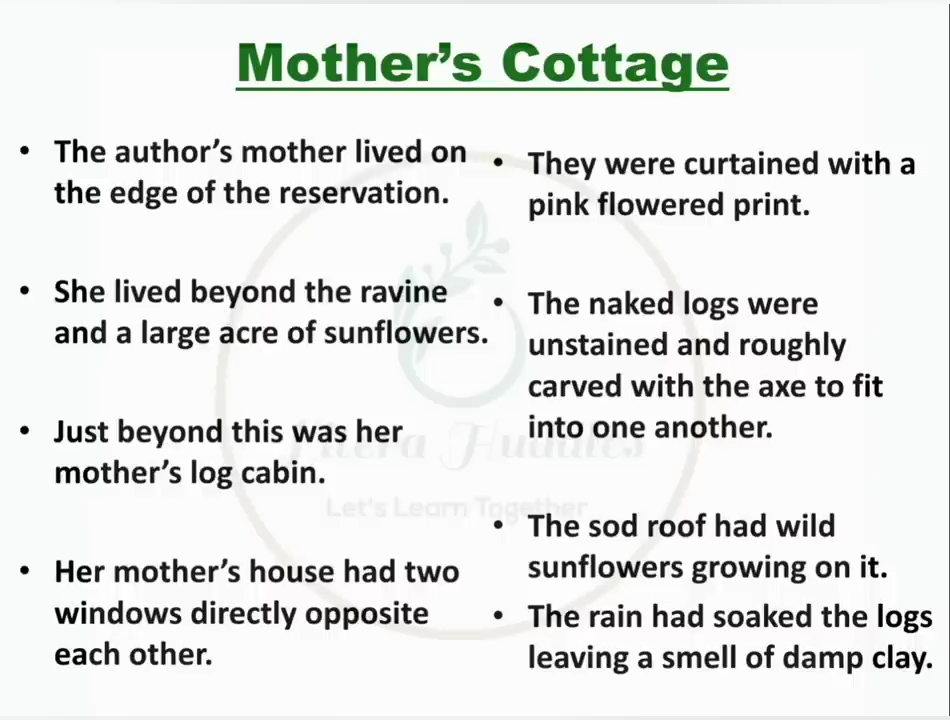 Mother's Cottage
• The author's mother lived on
the edge of the reservation.
• She lived beyond the ravine
and a large acre of sunflowers.
• Just beyond this was her
mother's log cabin.
• Her mother's house had two
windows directly opposite
each other.
• They were curtained with a
pink flowered print.
• The naked logs were
unstained and roughly
carved with the axe to fit
into one another.
• The sod roof had wild
sunflowers growing on it.
• The rain had soaked the logs
leaving a smell of damp clay.
Let's Learn Together